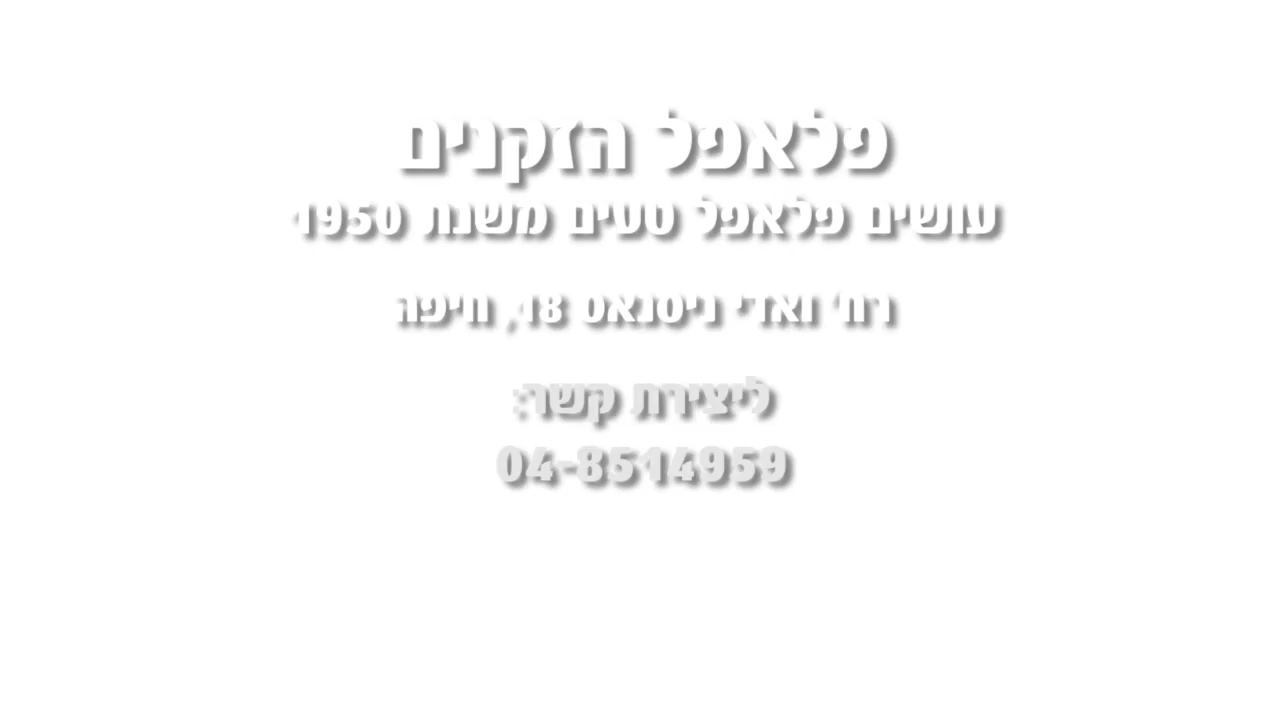 פלאפל הזקנים
עושים פלאפל טעים משנת 1950
רח' ואדי ניסנאס 18, חיפה
ליצירת קשר:
04-8514959